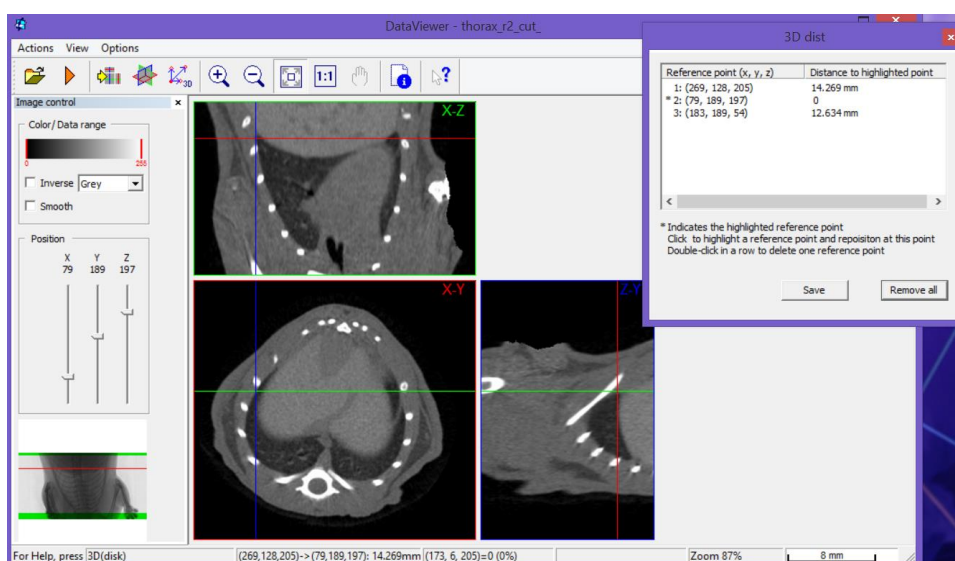 DataViewer - thorax_r2_cut_
Actions View Options
3D
1:1
?
Image control
Color/Data range
0 255
Inverse Grey
Smooth
Position
X Y Z
79 189 197
X-Z
X-Y
Z-Y
3D dist
Reference point (x, y, z) Distance to highlighted point
1: (269, 128, 205) 14.269 mm
* 2: (79, 189, 197) 0
3: (183, 189, 54) 12.634 mm
* Indicates the highlighted reference point
Click to highlight a reference point and repositon at this point
Double-click in a row to delete one reference point
Save Remove all
For Help, press 3D(disk) (269,128,205)->(79,189,197): 14.269mm (173, 6, 205)=0 (0%) Zoom 87% 8 mm